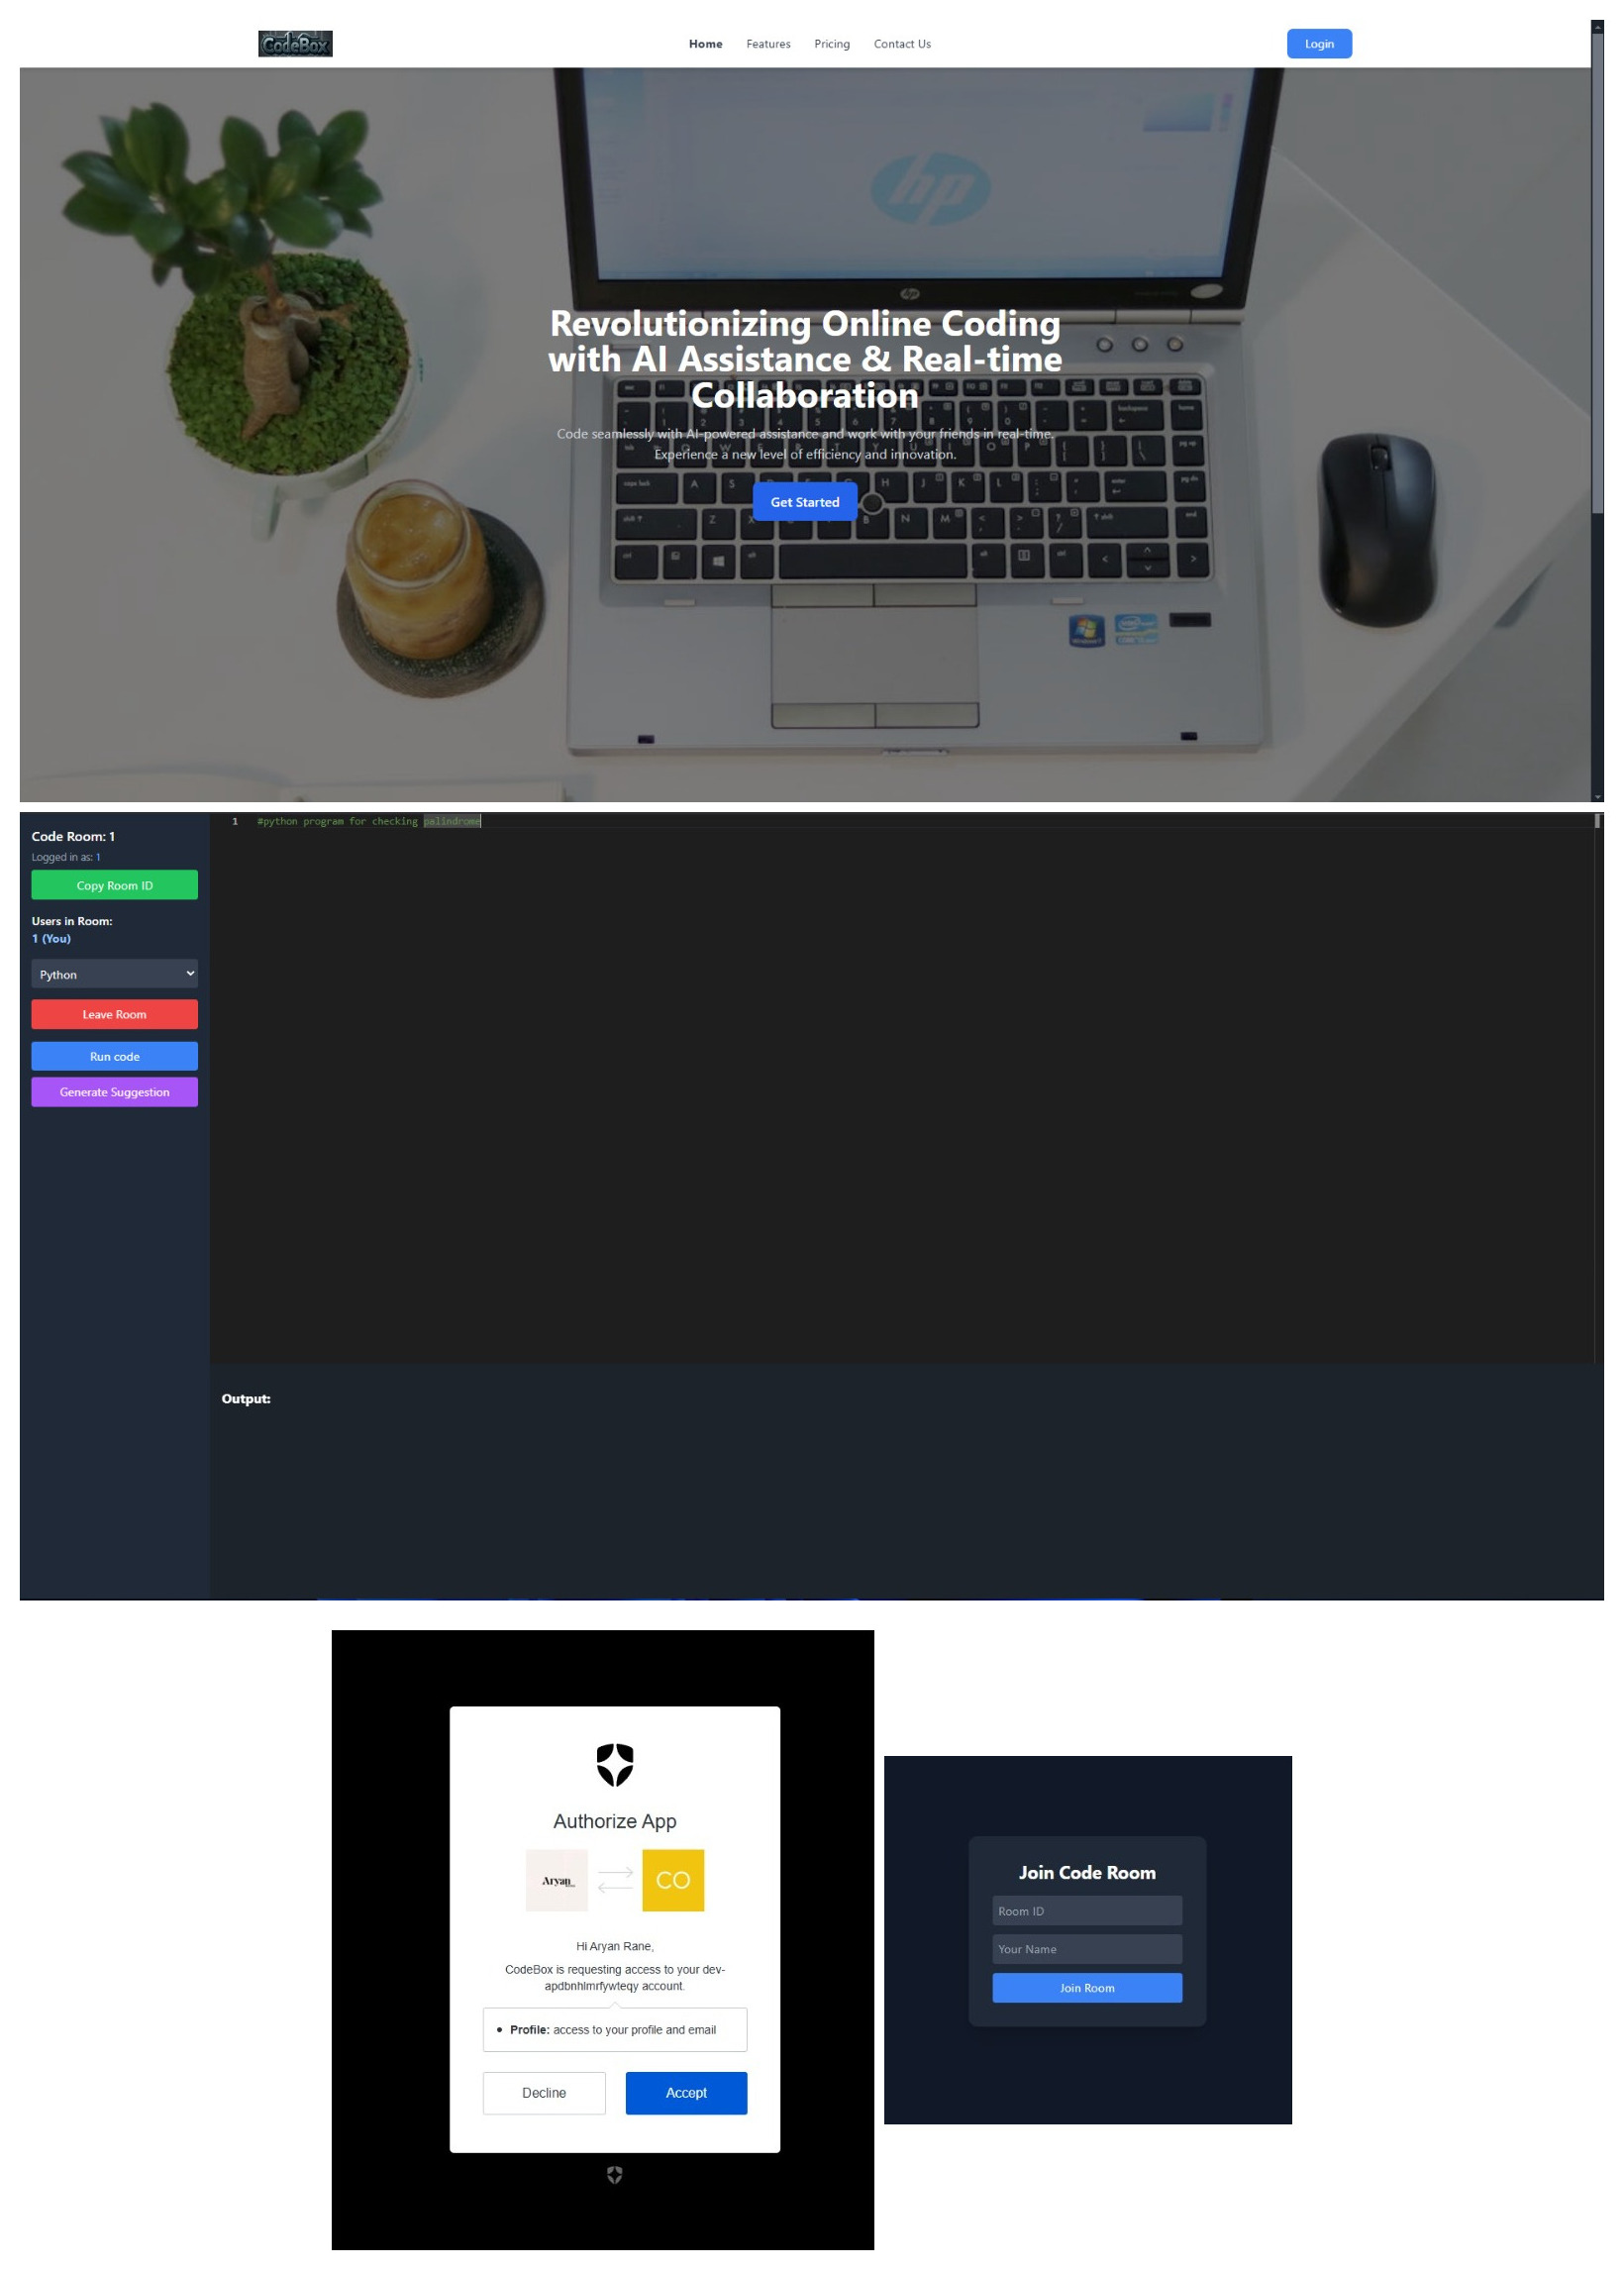 CodeBox
Home Features Pricing Contact Us
Login
hp
hp
Revolutionizing Online Coding
with AI Assistance & Real-time
Collaboration
Code seamlessly with AI-powered assistance and work with your friends in real-time.
Experience a new level of efficiency and innovation.
Get Started
Code Room: 1
Logged in as: 1
Copy Room ID
Users in Room:
1 (You)
Python
Leave Room
Run code
Generate Suggestion
1 #python program for checking palindrome
Output:
Authorize App
Aryan
CO
Hi Aryan Rane,
CodeBox is requesting access to your dev-
apdbnhlmrfywteqy account.
• Profile: access to your profile and email
Decline Accept
Join Code Room
Room ID
Your Name
Join Room